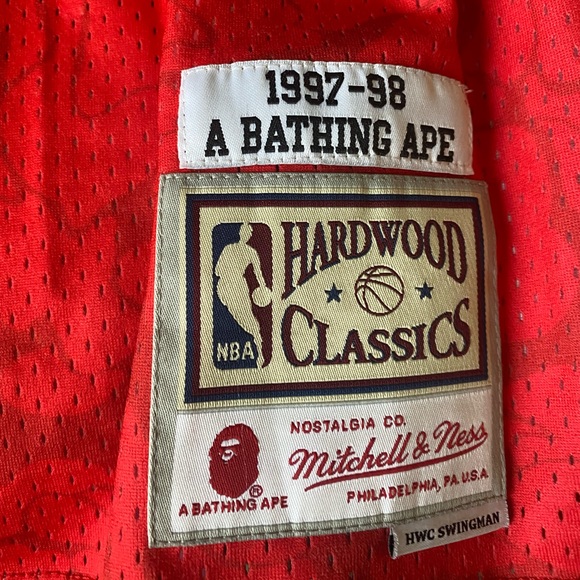 1997-98
A BATHING APE
HARDWOOD
CLASSICS
NBA
NOSTALGIA CO.
Mitchell & Ness
PHILADELPHIA, PA. U.S.A.
®
A BATHING APE
HWC SWINGMAN